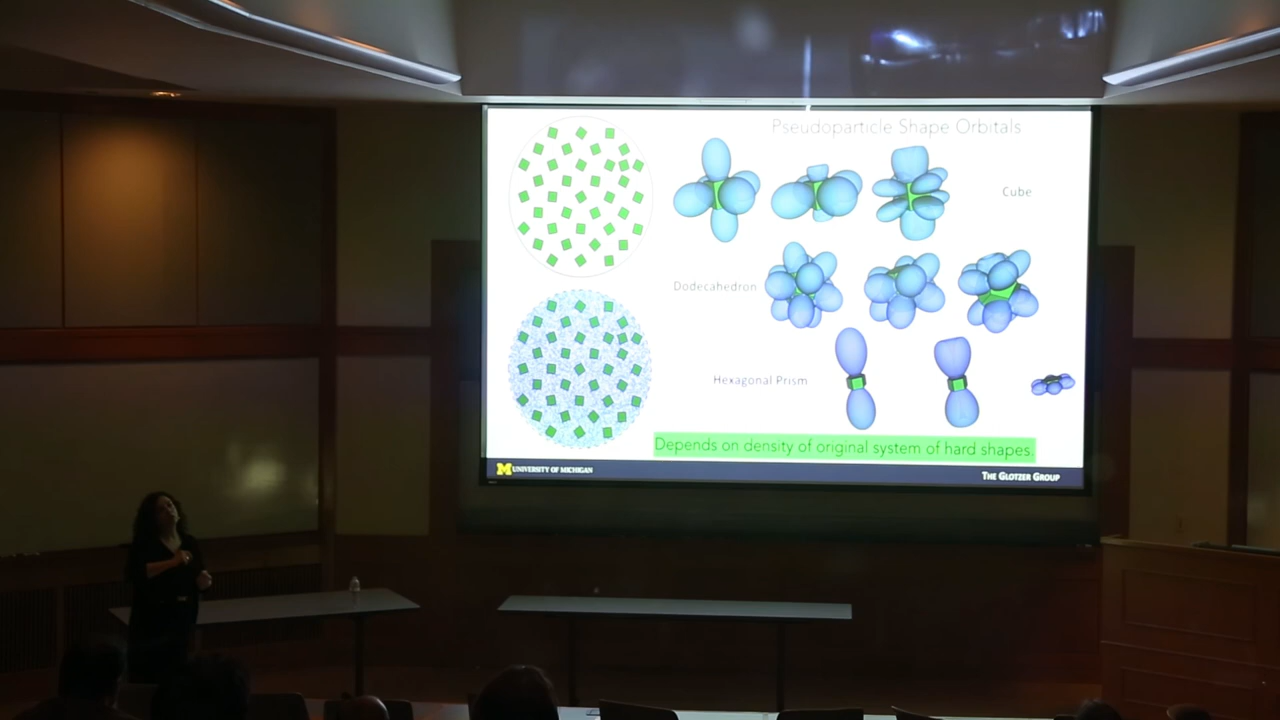 Pseudoparticle Shape Orbitals
Cube
Dodecahedron
Hexagonal Prism
Depends on density of original system of hard shapes.
M UNIVERSITY OF MICHIGAN
THE GLOTZER GROUP